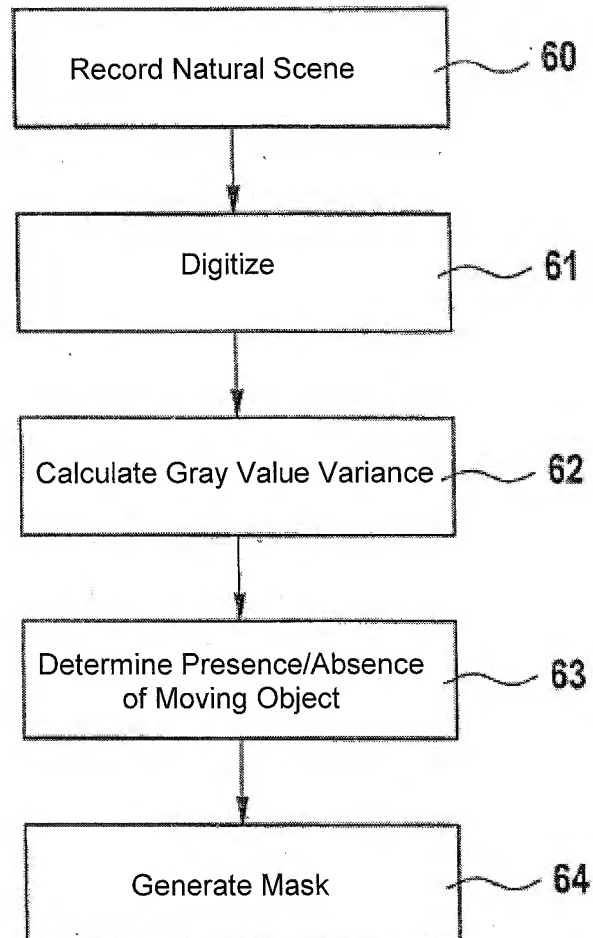 Record Natural Scene
60
Digitize
61
Calculate Gray Value Variance
62
Determine Presence/Absence
of Moving Object
63
Generate Mask
64